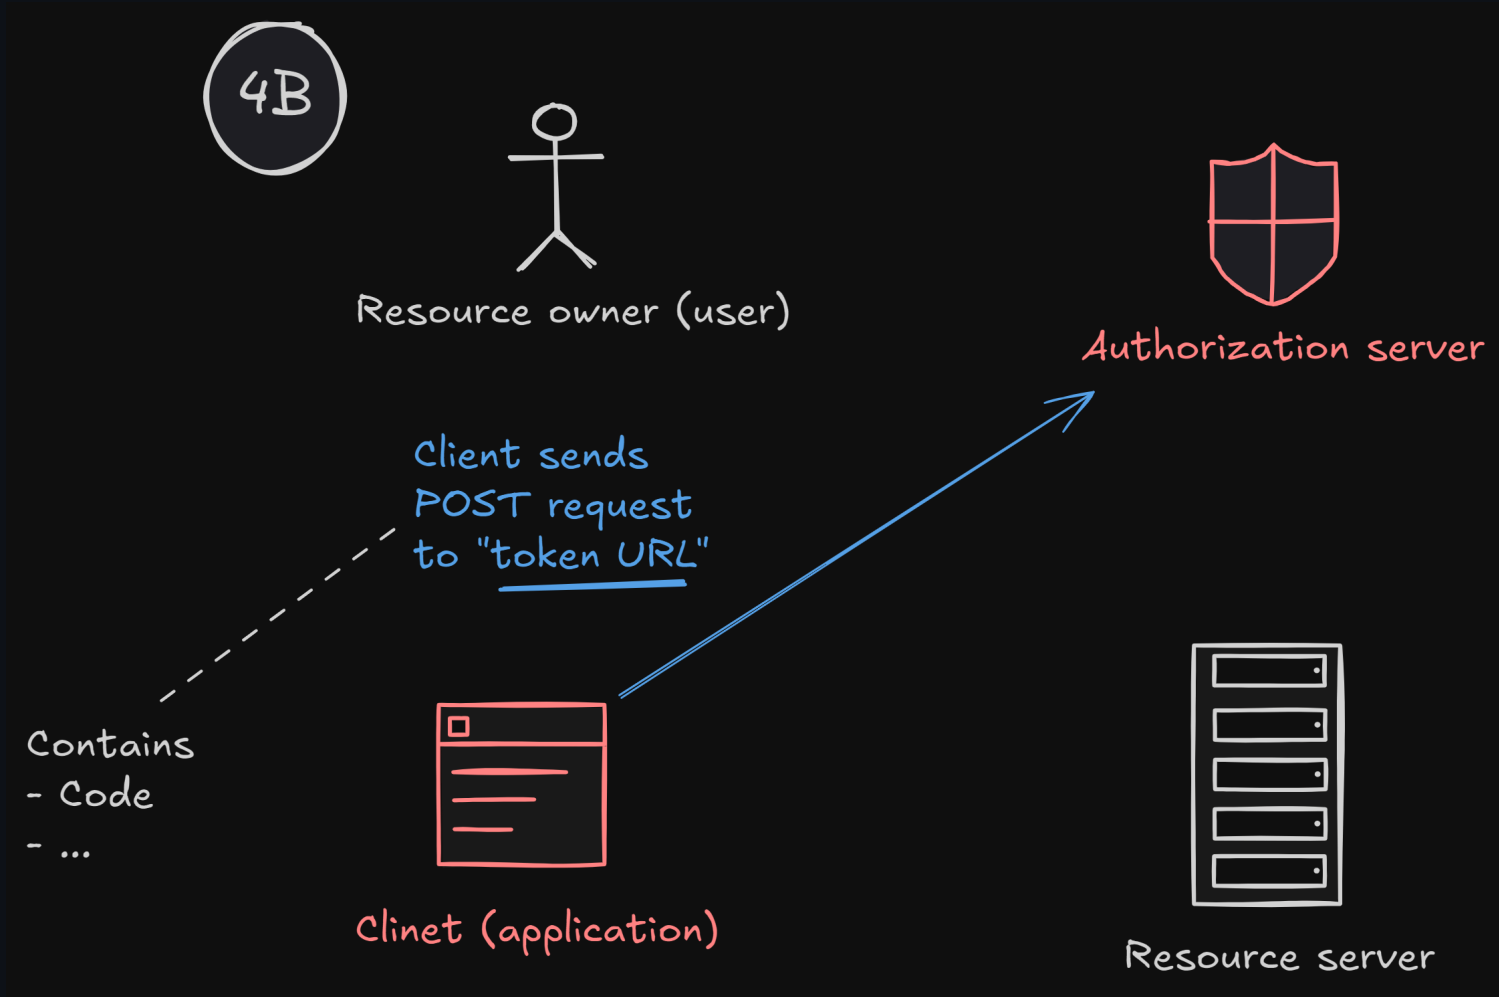 4B
Resource owner (user)
Authorization server
Client sends
POST request
to "token URL"
Contains
- Code
- ...
Clinet (application)
Resource server